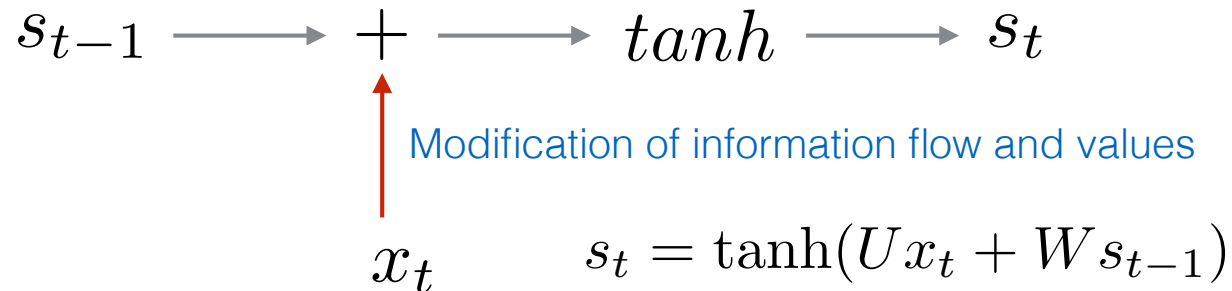 s_{t-1} + tanh s_t
Modification of information flow and values
x_t s_t = tanh(Ux_t + Ws_{t-1})